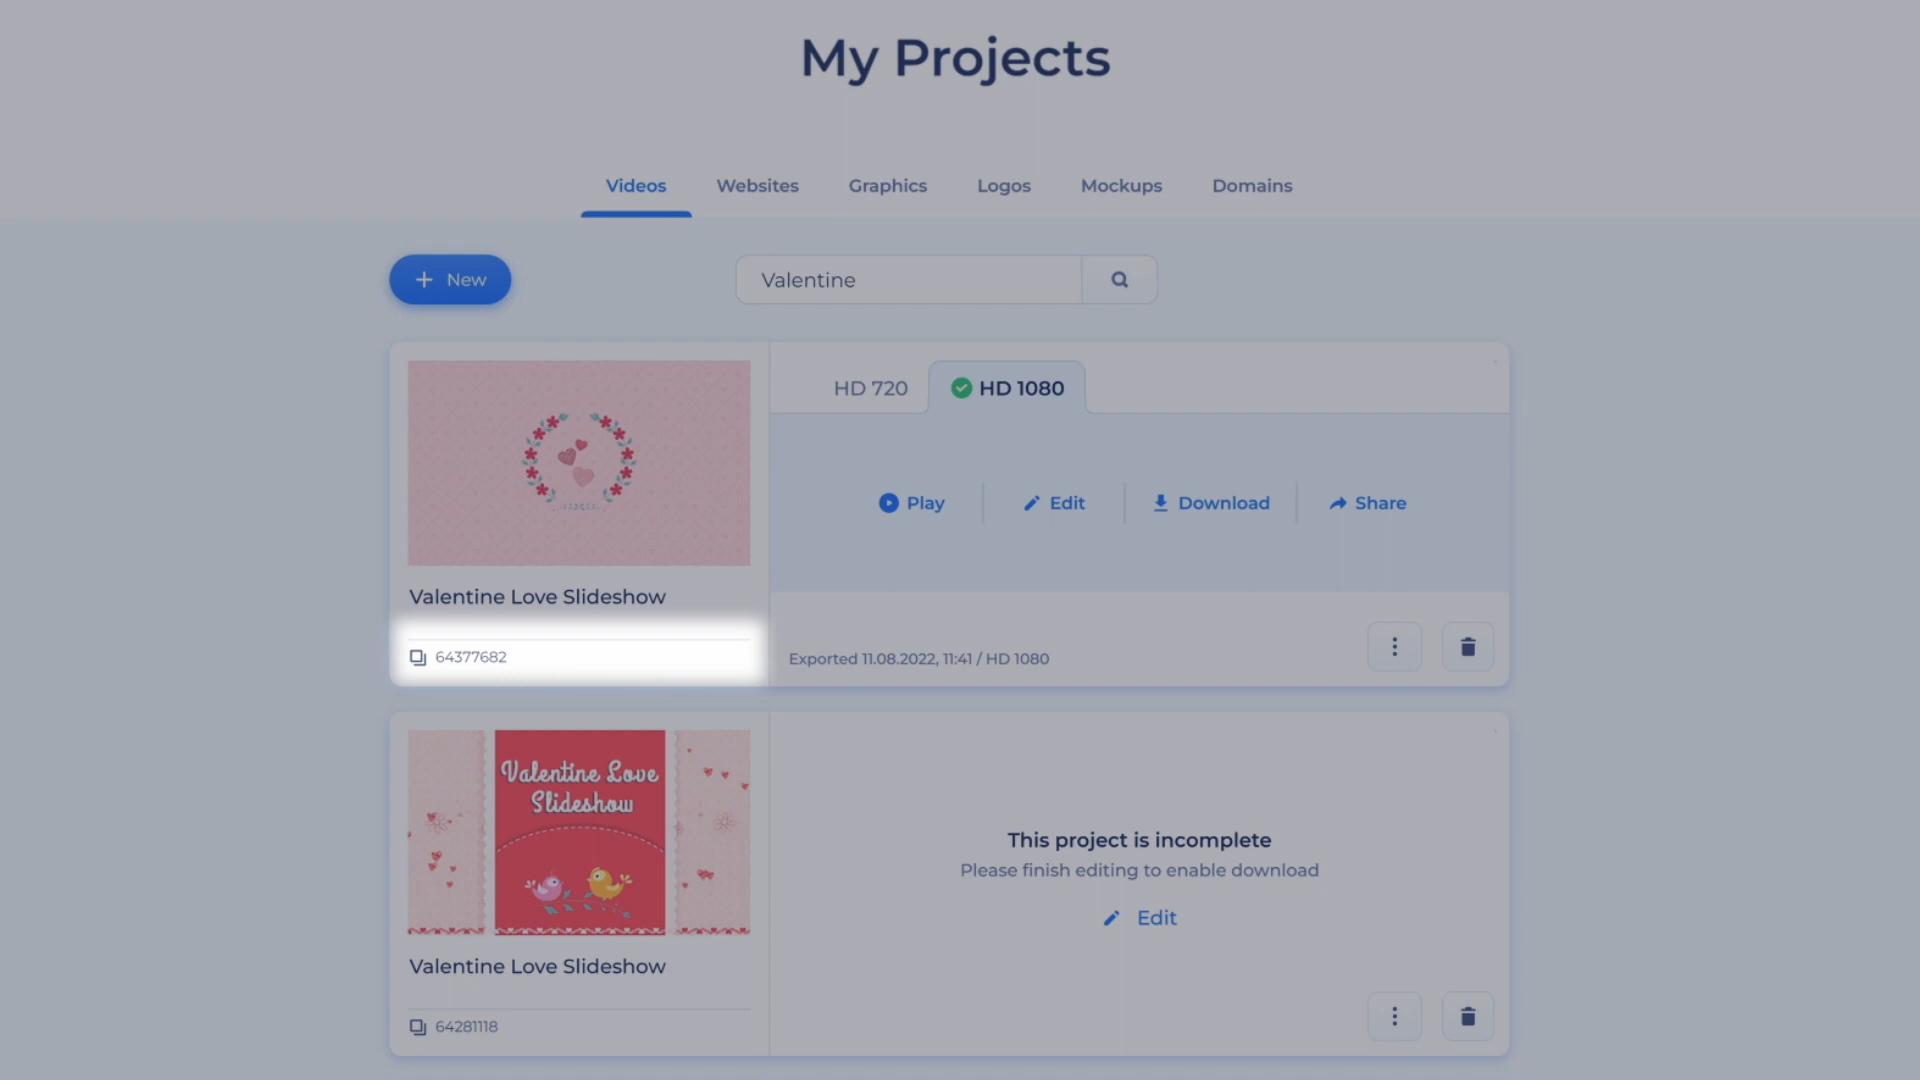 My Projects
Videos Websites Graphics Logos Mockups Domains
+ New
Valentine
HD 720 HD 1080
Play Edit Download Share
Valentine Love Slideshow
64377682
Exported 11.08.2022, 11:41 / HD 1080
Valentine Love
Slideshow
This project is incomplete
Please finish editing to enable download
Edit
Valentine Love Slideshow
64281118